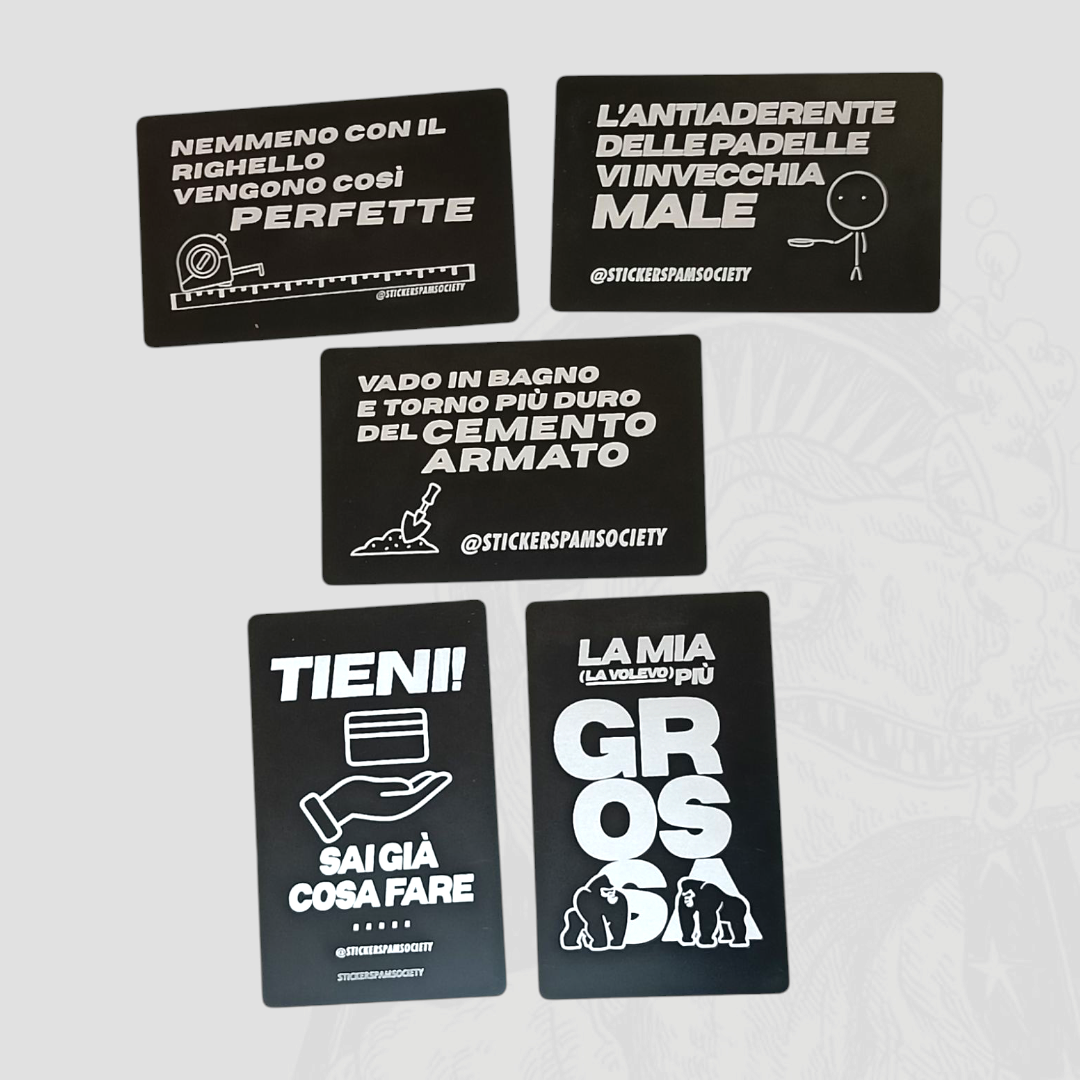 NEMMENO CON IL
RIGHELLO
VENGONO COSÌ
PERFETTE
@STICKERSPAMSOCIETY
L'ANTIADERENTE
DELLE PADELLE
VI INVECCHIA
MALE
@STICKERSPAMSOCIETY
VADO IN BAGNO
E TORNO PIÙ DURO
DEL CEMENTO
ARMATO
@STICKERSPAMSOCIETY
TIENI!
SAI GIÀ
COSA FARE
@STICKERSPAMSOCIETY
STICKERSPAMSOCIETY
LA MIA
(LA VOLEVO) PIÙ
GR
OS
SA